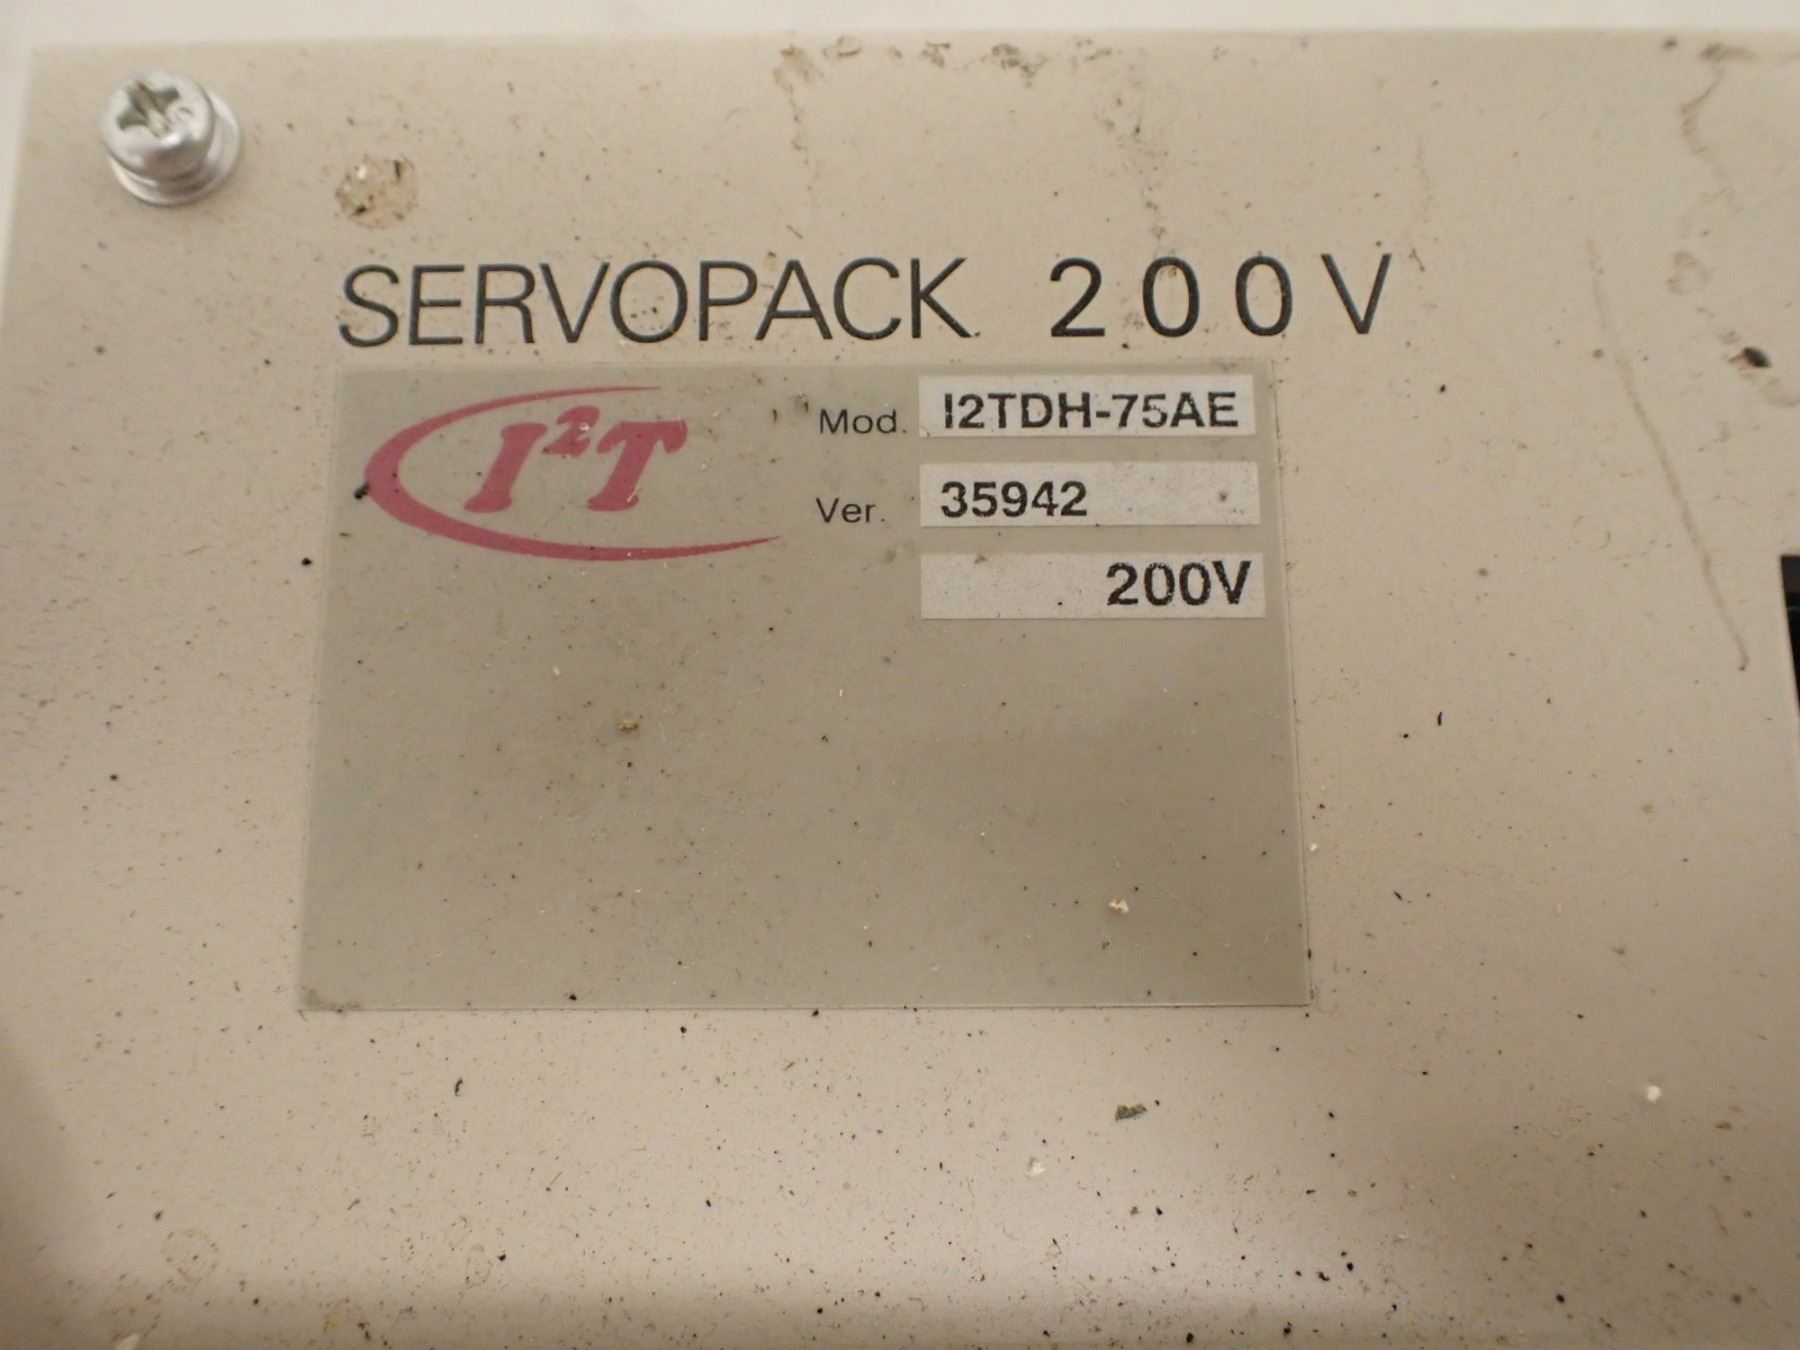 SERVOPACK 200V
I²T
Mod. I2TDH-75AE
Ver. 35942
200V